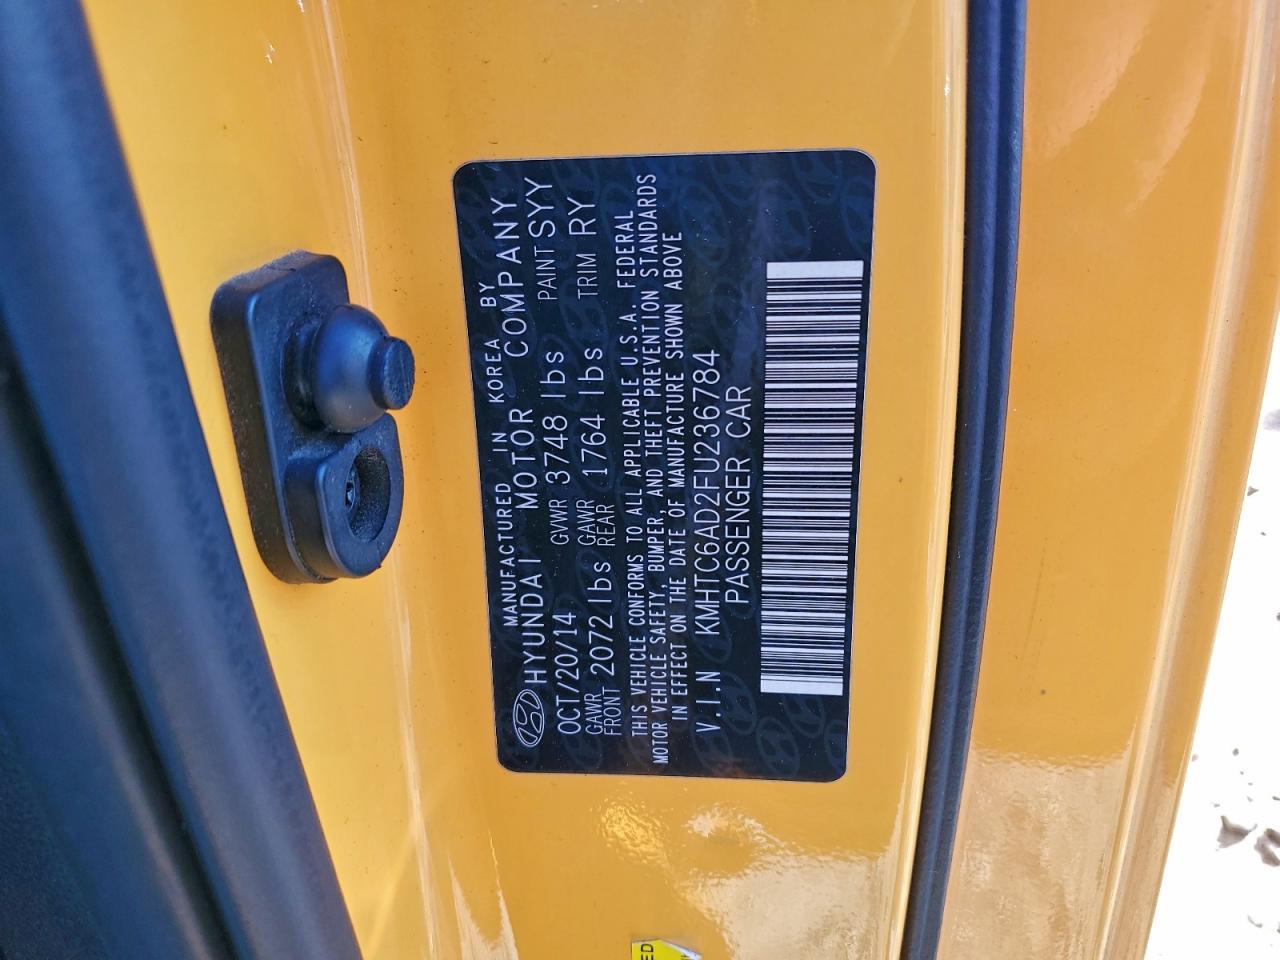 MANUFACTURED IN KOREA BY
HYUNDAI MOTOR COMPANY
OCT/20/14 GVWR 3748 lbs PAINT SYY
GAWR FRONT 2072 lbs GAWR REAR 1764 lbs TRIM RY
THIS VEHICLE CONFORMS TO ALL APPLICABLE U.S.A. FEDERAL
MOTOR VEHICLE SAFETY, BUMPER, AND THEFT PREVENTION STANDARDS
IN EFFECT ON THE DATE OF MANUFACTURE SHOWN ABOVE
V.I.N KMHTC6AD2FU236784
PASSENGER CAR